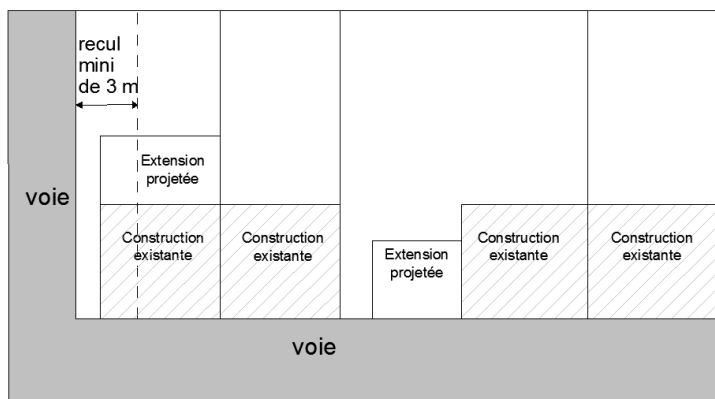 recul
mini
de 3 m
Extension
projetée
voie
Construction
existante
Construction
existante
Extension
projetée
Construction
existante
Construction
existante
voie